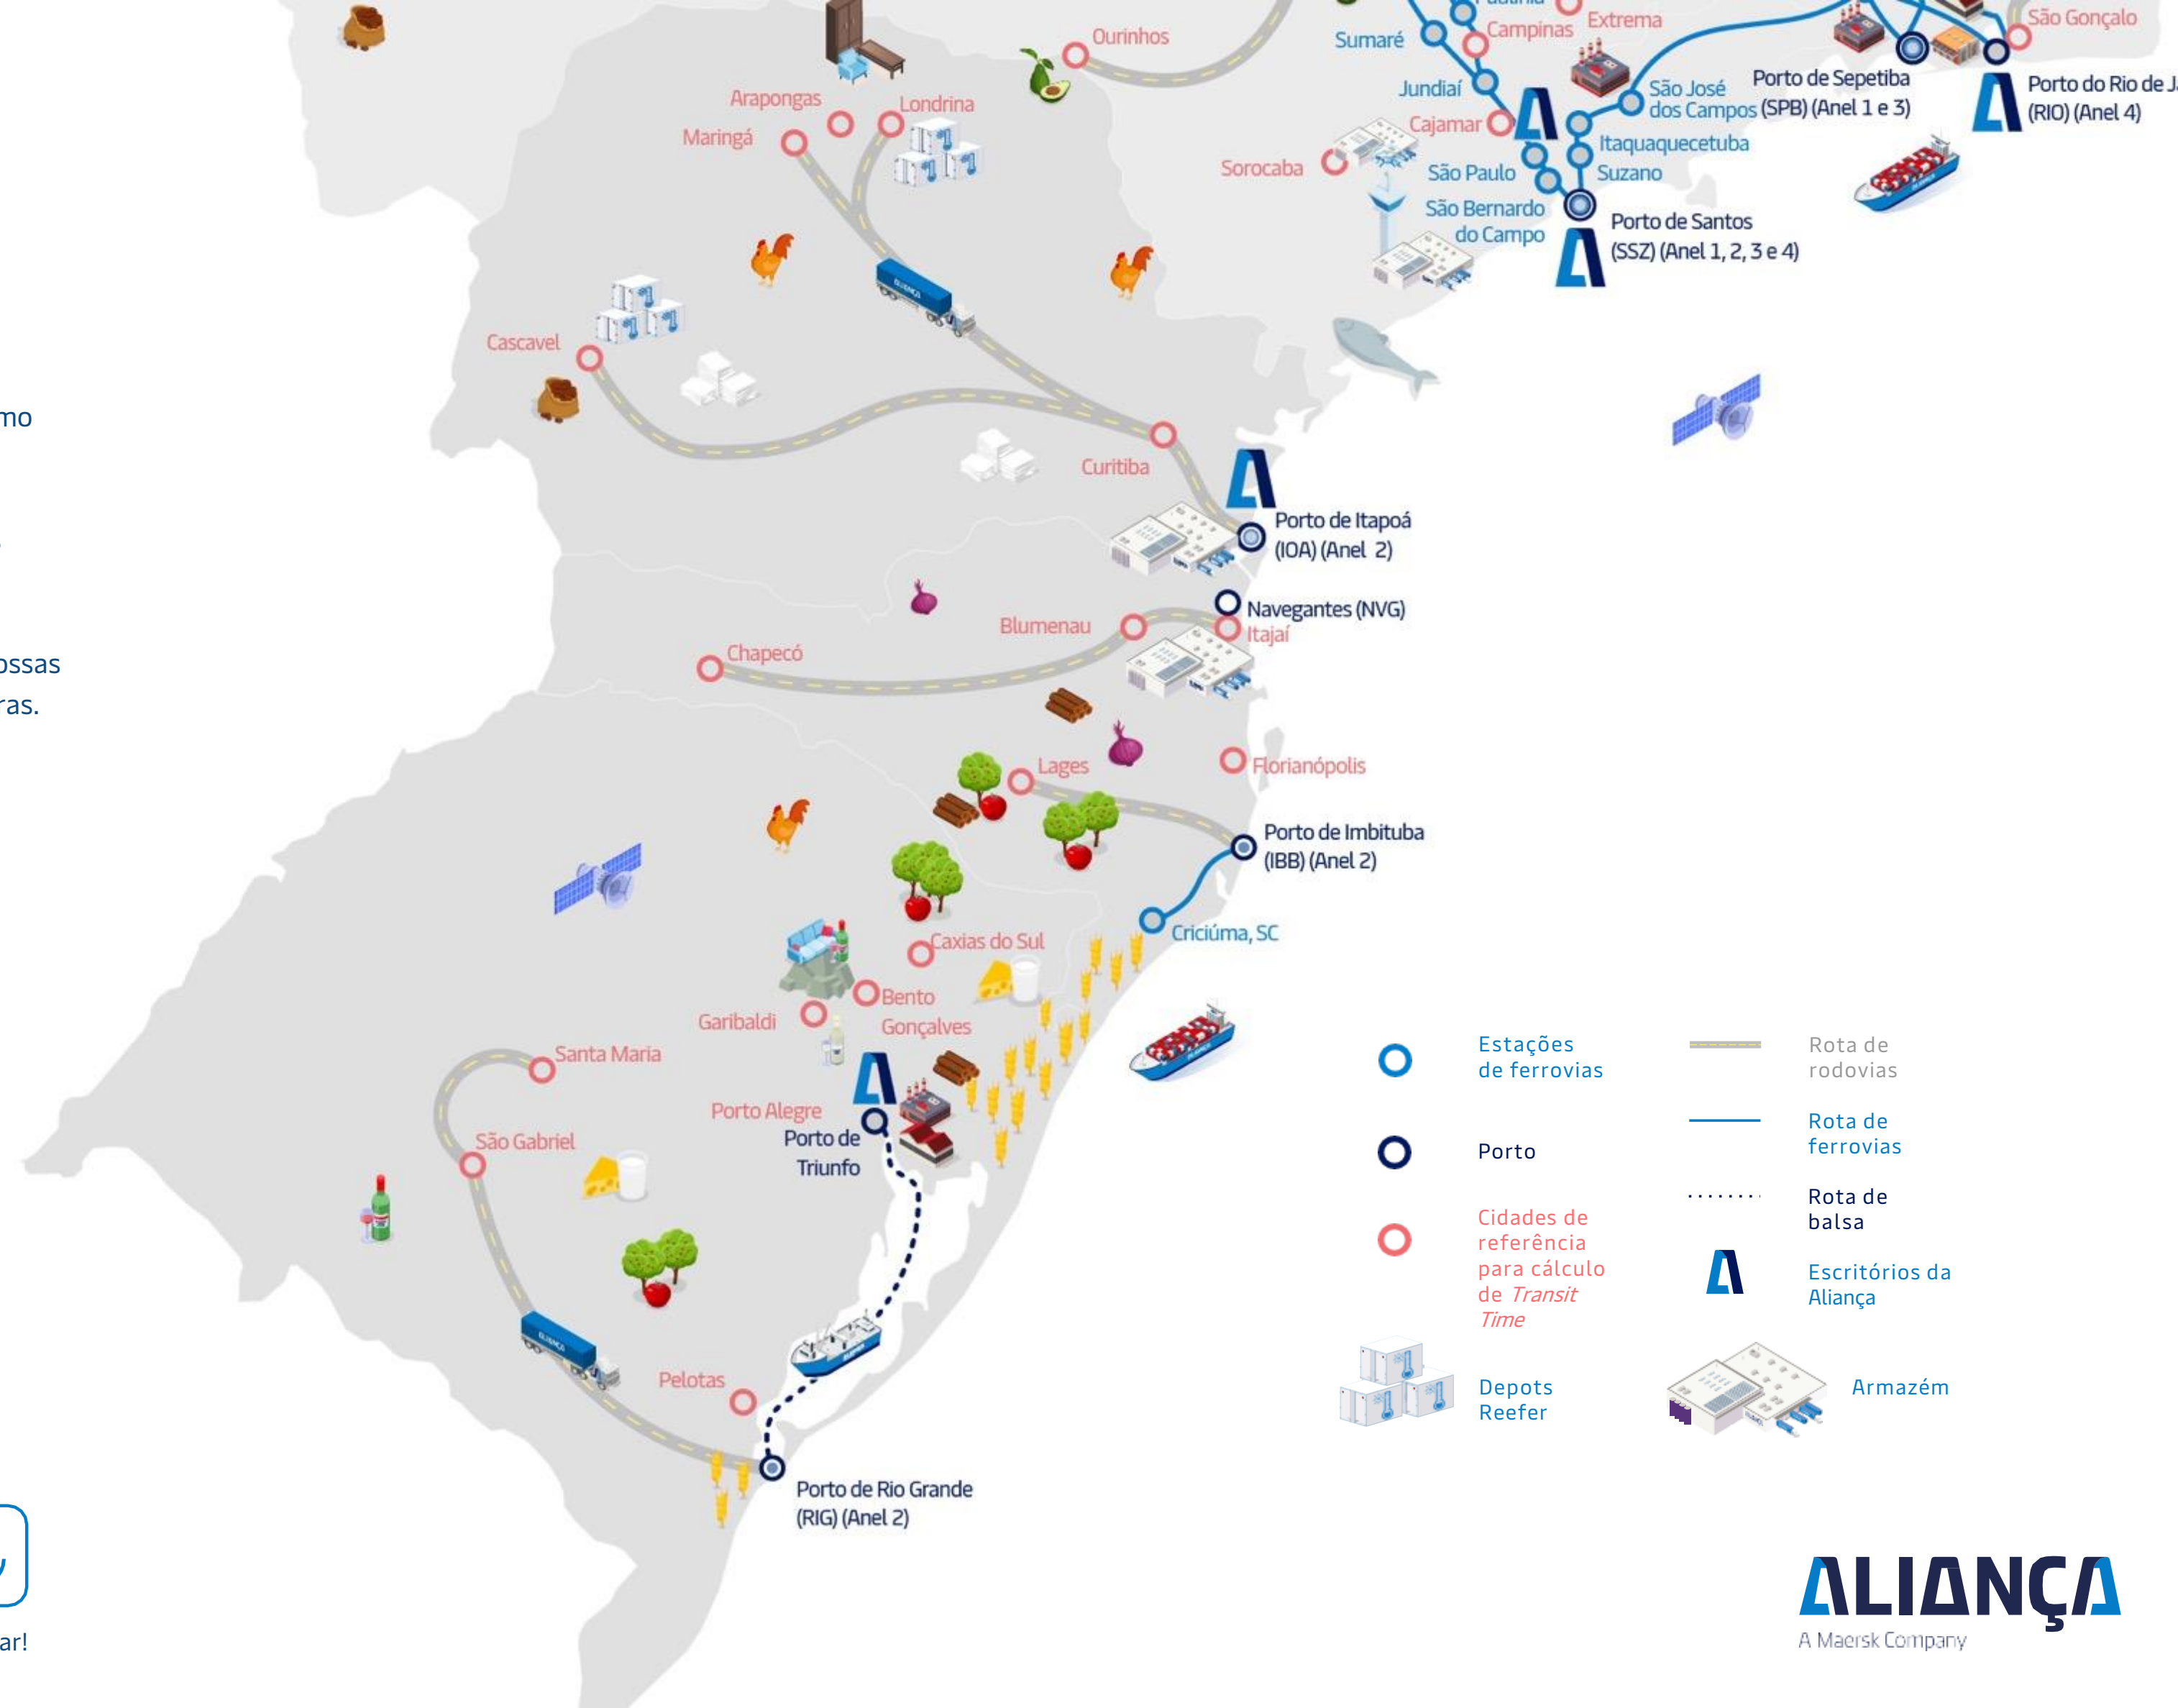 Ourinhos
Sumaré
Campinas
Extrema
São Gonçalo
Jundiaí
São José
dos Campos
Porto de Sepetiba
(SPB) (Anel 1 e 3)
Porto do Rio de J
(RIO) (Anel 4)
Arapongas
Londrina
Maringá
Cajamar
Itaquaquecetuba
Sorocaba
São Paulo
Suzano
São Bernardo
do Campo
Porto de Santos
(SSZ) (Anel 1, 2, 3 e 4)
ALIANÇA
Cascavel
mo
Curitiba
Porto de Itapoá
(IOA) (Anel 2)
Navegantes (NVG)
Itajaí
Blumenau
Chapecó
ossas
ras.
Lages
Florianópolis
Porto de Imbituba
(IBB) (Anel 2)
Criciúma, SC
Caxias do Sul
Bento
Gonçalves
Garibaldi
Santa Maria
Porto Alegre
Porto de
Triunfo
São Gabriel
ALIANÇA
Pelotas
Porto de Rio Grande
(RIG) (Anel 2)
Estações
de ferrovias
Porto
Cidades de
referência
para cálculo
de Transit
Time
Depots
Reefer
Rota de
rodovias
Rota de
ferrovias
Rota de
balsa
Escritórios da
Aliança
Armazém
ar!
ALIANÇA
A Maersk Company